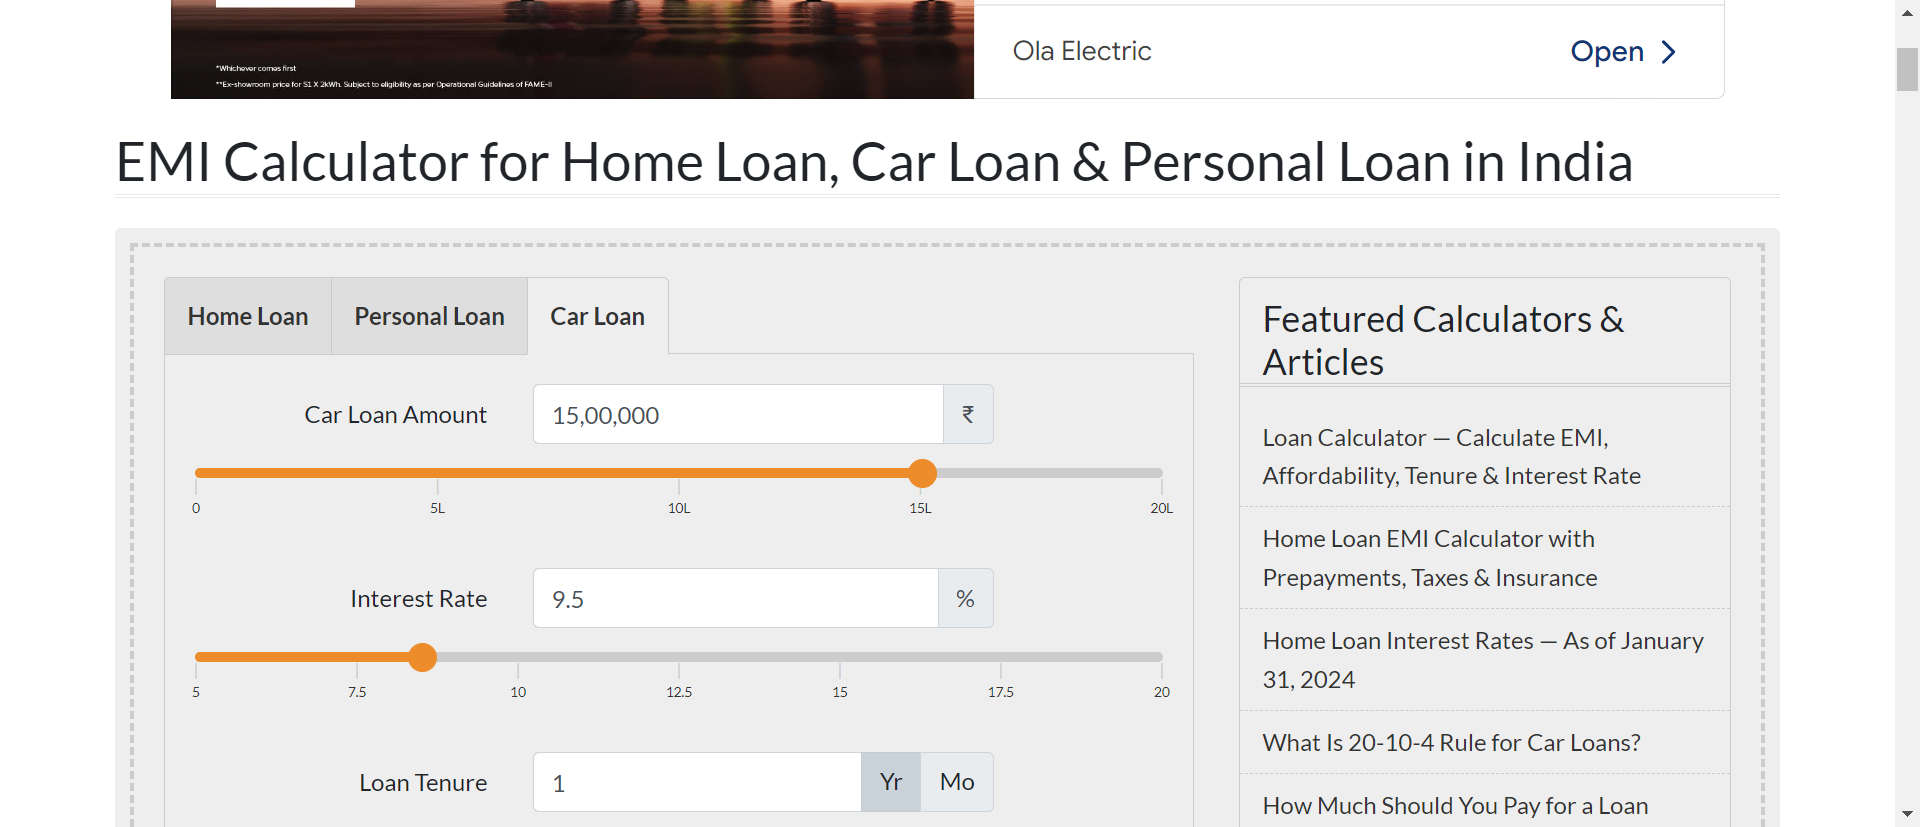 *Whichever comes first
**Ex-showroom price for S1 X 2kWh. Subject to eligibility as per Operational Guidelines of FAME-II
Ola Electric
Open
EMI Calculator for Home Loan, Car Loan & Personal Loan in India
Home Loan
Personal Loan
Car Loan
Car Loan Amount
15,00,000
₹
0
5L
10L
15L
20L
Interest Rate
9.5
%
5
7.5
10
12.5
15
17.5
20
Loan Tenure
1
Yr
Mo
Featured Calculators &
Articles
Loan Calculator — Calculate EMI,
Affordability, Tenure & Interest Rate
Home Loan EMI Calculator with
Prepayments, Taxes & Insurance
Home Loan Interest Rates — As of January
31, 2024
What Is 20-10-4 Rule for Car Loans?
How Much Should You Pay for a Loan